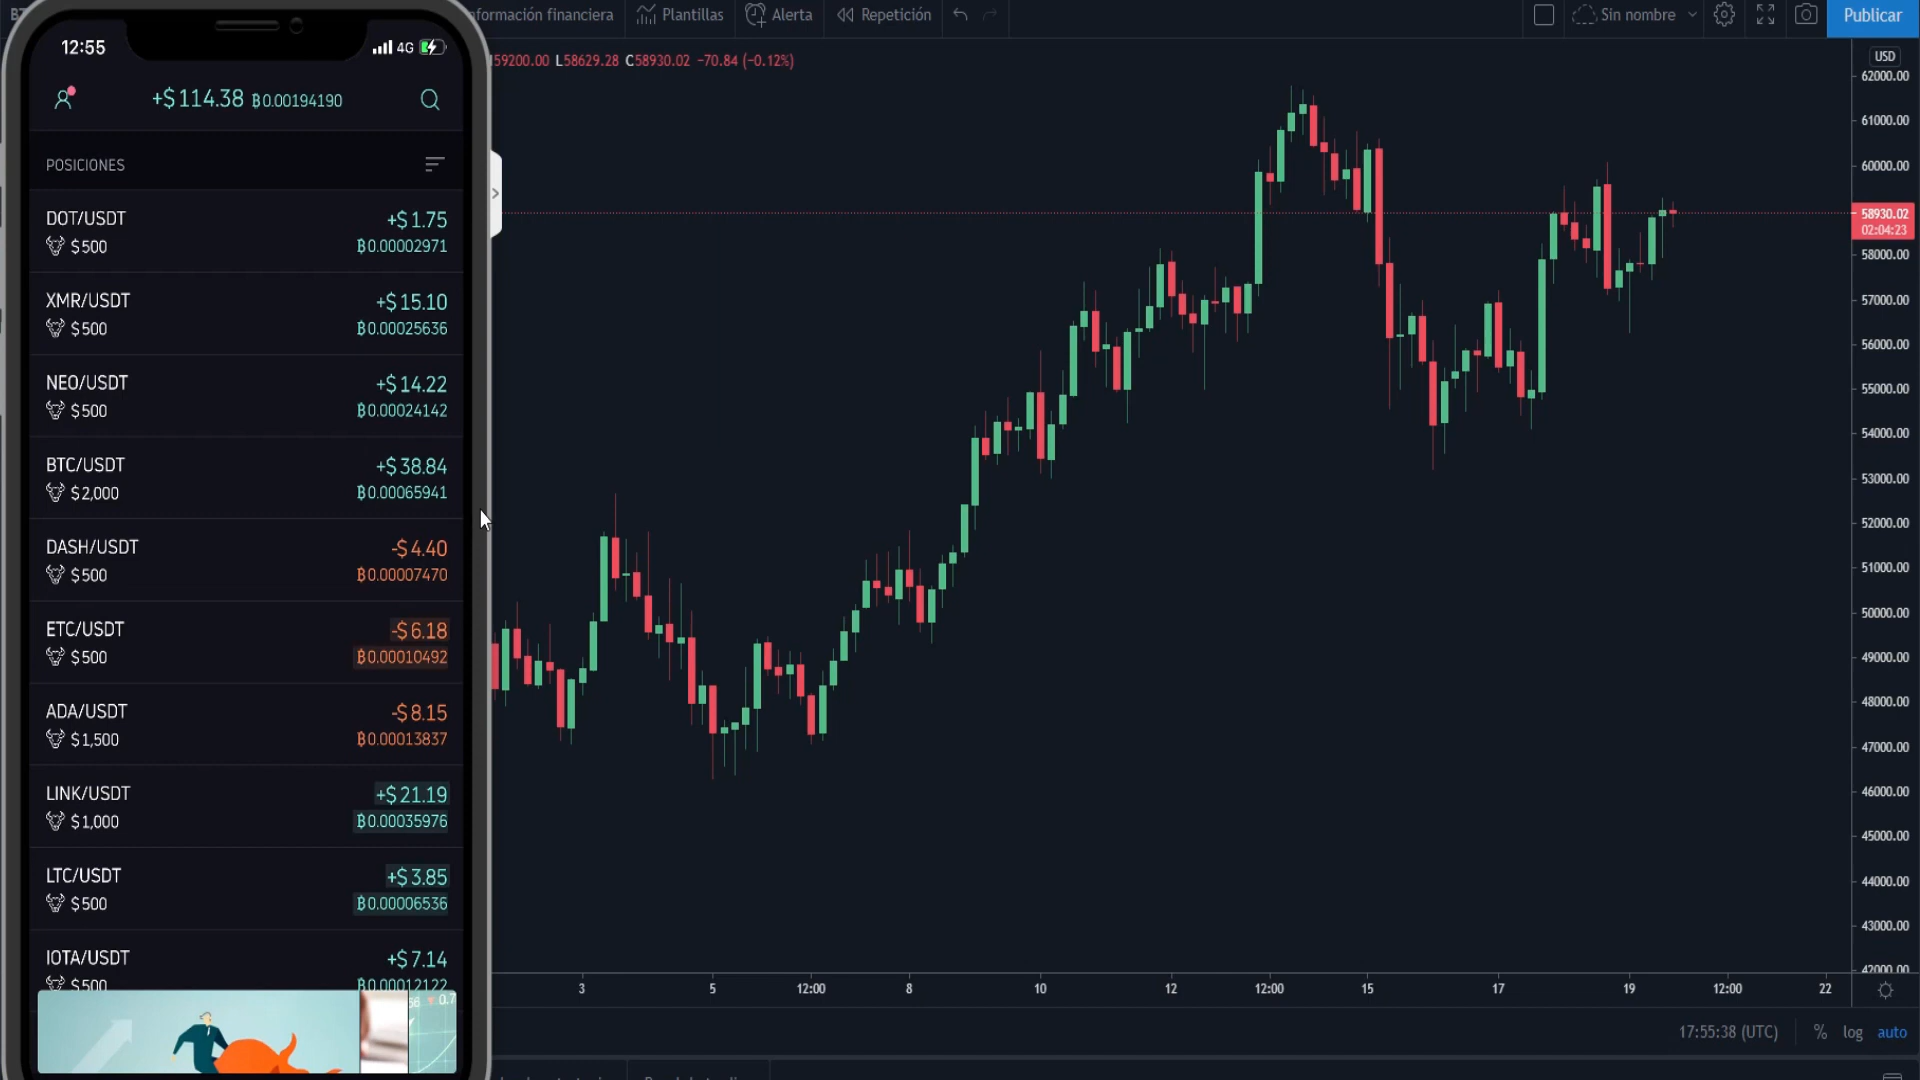 12:55
4G
+$114.38 ₿0.00194190
POSICIONES
DOT/USDT +$1.75
$500 ₿0.00002971
XMR/USDT +$15.10
$500 ₿0.00025636
NEO/USDT +$14.22
$500 ₿0.00024142
BTC/USDT +$38.84
$2,000 ₿0.00065941
DASH/USDT -$4.40
$500 ₿0.00007470
ETC/USDT -$6.18
$500 ₿0.00010492
ADA/USDT -$8.15
$1,500 ₿0.00013837
LINK/USDT +$21.19
$1,000 ₿0.00035976
LTC/USDT +$3.85
$500 ₿0.00006536
IOTA/USDT +$7.14
$500 ₿0.00012122
nformación financiera Plantillas Alerta Repetición Sin nombre Publicar
59200.00 L58629.28 C58930.02 −70.84 (−0.12%)
USD
62000.00
61000.00
60000.00
58930.02
02:04:23
58000.00
57000.00
56000.00
55000.00
54000.00
53000.00
52000.00
51000.00
50000.00
49000.00
48000.00
47000.00
46000.00
45000.00
44000.00
43000.00
42000.00
3 5 12:00 8 10 12 12:00 15 17 19 12:00 22
17:55:38 (UTC) % log auto